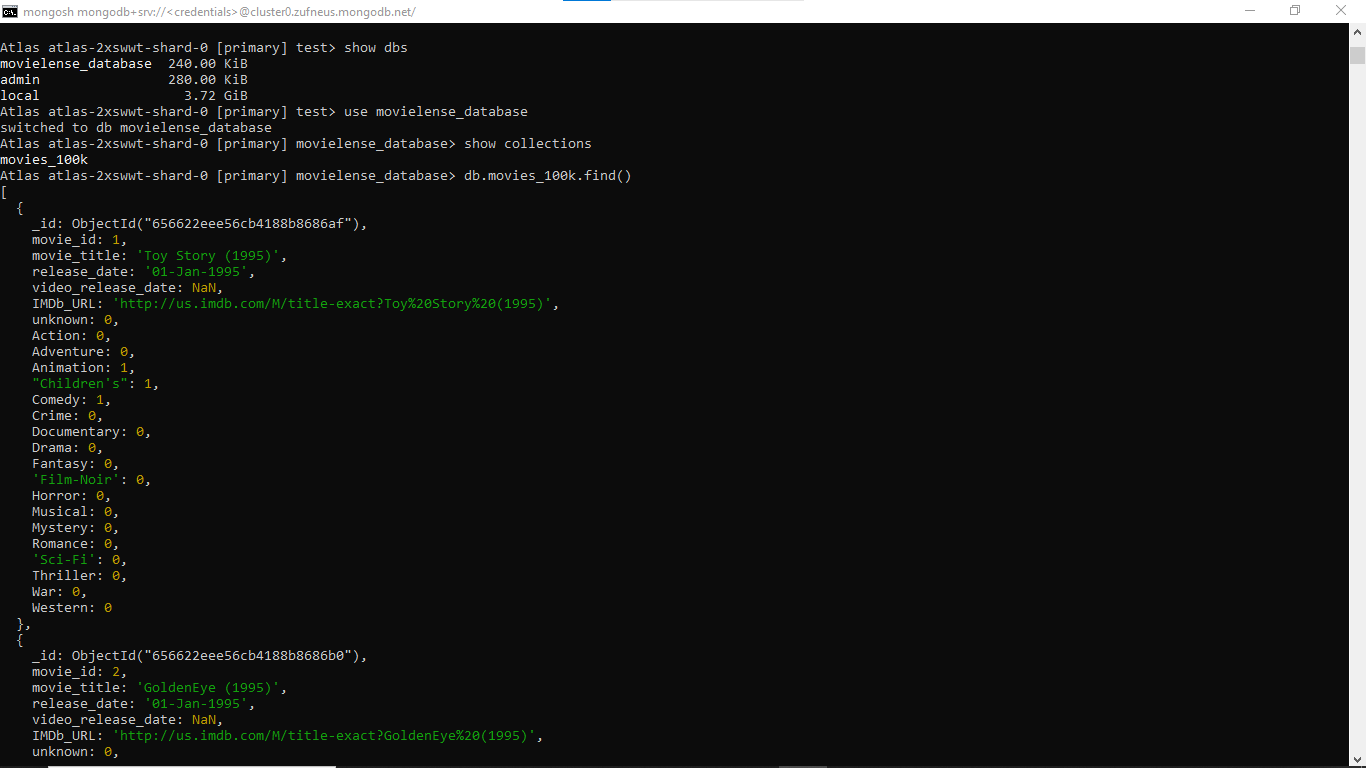 mongosh mongodb+srv://<credentials>@cluster0.zufneus.mongodb.net/
Atlas atlas-2xswwt-shard-0 [primary] test> show dbs
movielense_database  240.00 KiB
admin                280.00 KiB
local                  3.72 GiB
Atlas atlas-2xswwt-shard-0 [primary] test> use movielense_database
switched to db movielense_database
Atlas atlas-2xswwt-shard-0 [primary] movielense_database> show collections
movies_100k
Atlas atlas-2xswwt-shard-0 [primary] movielense_database> db.movies_100k.find()
[
  {
    _id: ObjectId("656622eee56cb4188b8686af"),
    movie_id: 1,
    movie_title: 'Toy Story (1995)',
    release_date: '01-Jan-1995',
    video_release_date: NaN,
    IMDb_URL: 'http://us.imdb.com/M/title-exact?Toy%20Story%20(1995)',
    unknown: 0,
    Action: 0,
    Adventure: 0,
    Animation: 1,
    "Children's": 1,
    Comedy: 1,
    Crime: 0,
    Documentary: 0,
    Drama: 0,
    Fantasy: 0,
    'Film-Noir': 0,
    Horror: 0,
    Musical: 0,
    Mystery: 0,
    Romance: 0,
    'Sci-Fi': 0,
    Thriller: 0,
    War: 0,
    Western: 0
  },
  {
    _id: ObjectId("656622eee56cb4188b8686b0"),
    movie_id: 2,
    movie_title: 'GoldenEye (1995)',
    release_date: '01-Jan-1995',
    video_release_date: NaN,
    IMDb_URL: 'http://us.imdb.com/M/title-exact?GoldenEye%20(1995)',
    unknown: 0,